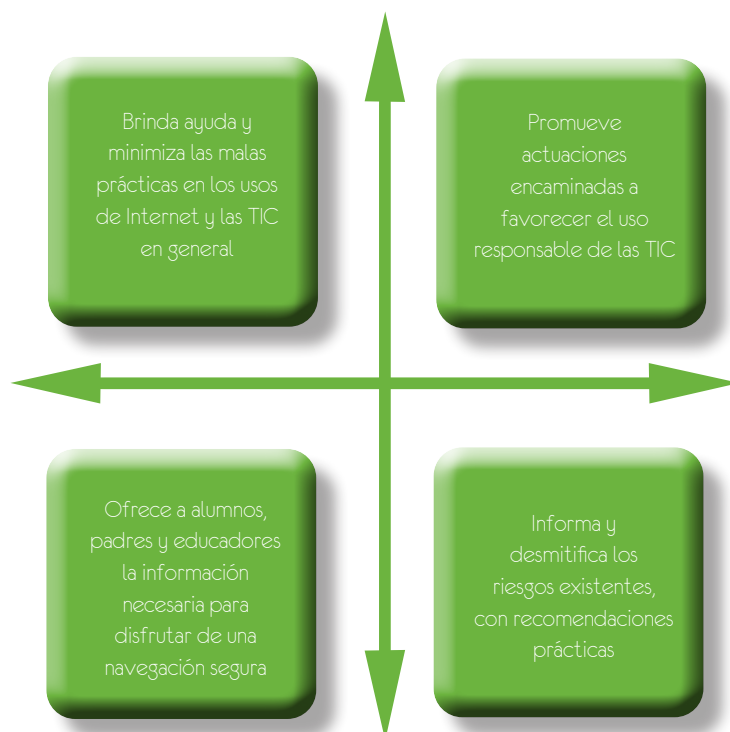 Brinda ayuda y
minimiza las malas
prácticas en los usos
de Internet y las TIC
en general
Promueve
actuaciones
encaminadas a
favorecer el uso
responsable de las TIC
Ofrece a alumnos,
padres y educadores
la información
necesaria para
disfrutar de una
navegación segura
Informa y
desmitifica los
riesgos existentes,
con recomendaciones
prácticas